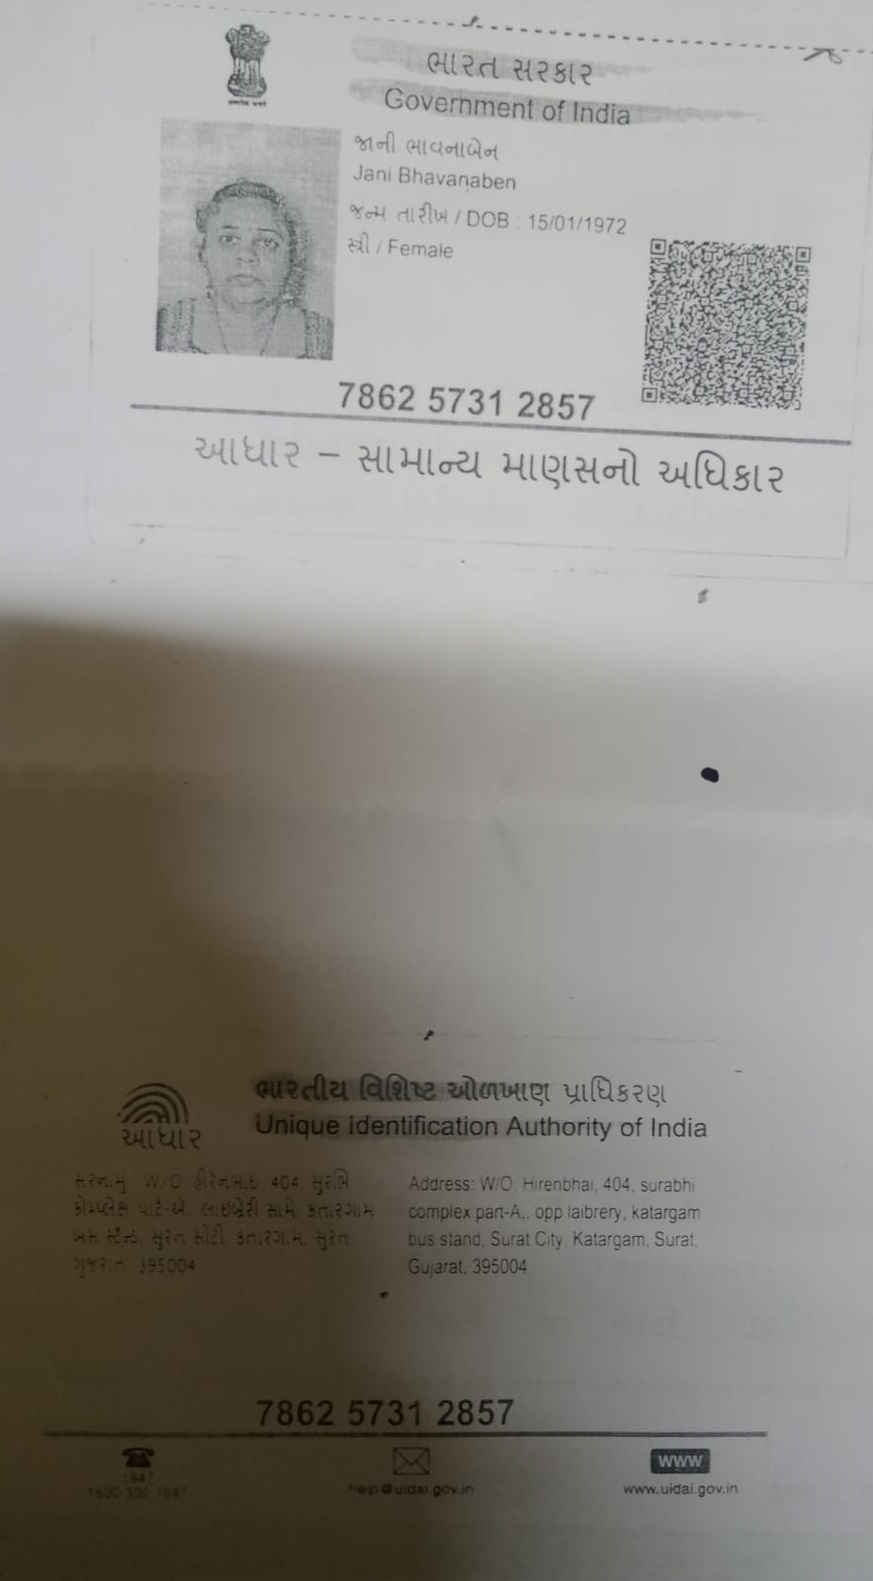 ભારત સરકાર
Government of India
જાની ભાવનાબેન
Jani Bhavanaben
જન્મ તારીખ / DOB : 15/01/1972
સ્ત્રી / Female
7862 5731 2857
આધાર – સામાન્ય માણસનો અધિકાર
ભારતીય વિશિષ્ટ ઓળખાણ પ્રાધિકરણ
Unique Identification Authority of India
આધાર
સરનામું W/O હીરેનભાઇ 404, સુરભિ
કોમ્પ્લેક્ષ પાર્ટ-એ, લાઇબ્રેરી સામે, કતારગામ
બસ સ્ટેન્ડ, સુરત સીટી, કતારગામ, સુરત,
ગુજરાત 395004
Address: W/O Hirenbhai, 404, surabhi
complex part-A,, opp laibrery, katargam
bus stand, Surat City, Katargam, Surat,
Gujarat, 395004
7862 5731 2857
1947
1800 300 1947
help@uidai.gov.in
WWW
www.uidai.gov.in